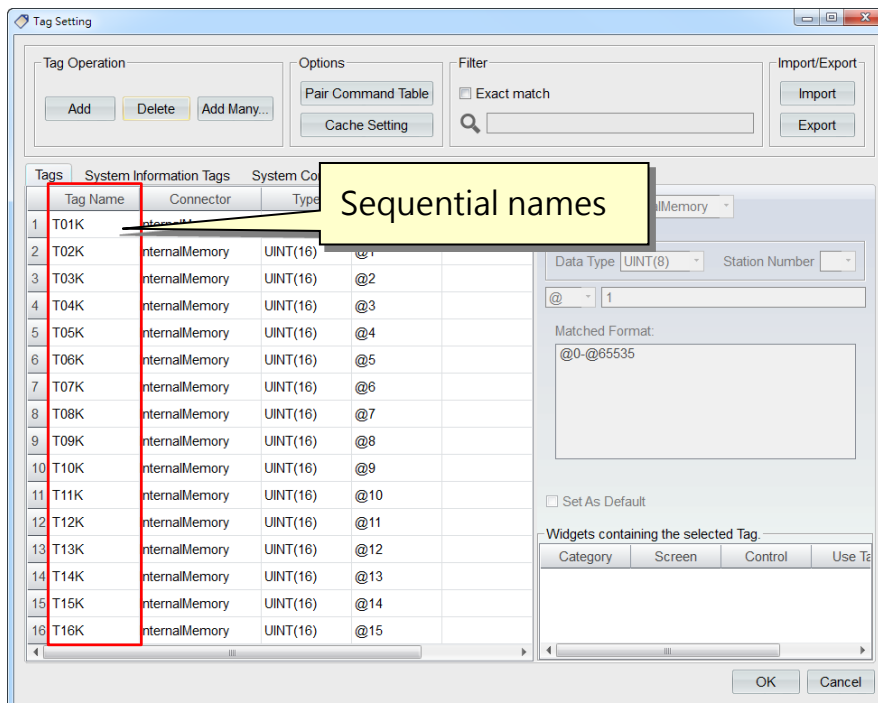 Tag Setting
Tag Operation Options Filter Import/Export
Pair Command Table Exact match Import
Add Delete Add Many...
Cache Setting Export
Tags System Information Tags System Co
Sequential names
Tag Name Connector Type
lMemory
1 T01K
2 T02K nternalMemory UINT(16) @1
Data Type UINT(8) Station Number
3 T03K nternalMemory UINT(16) @2
@ 1
4 T04K nternalMemory UINT(16) @3
5 T05K nternalMemory UINT(16) @4
Matched Format:
6 T06K nternalMemory UINT(16) @5
@0-@65535
7 T07K nternalMemory UINT(16) @6
8 T08K nternalMemory UINT(16) @7
9 T09K nternalMemory UINT(16) @8
10 T10K nternalMemory UINT(16) @9
11 T11K nternalMemory UINT(16) @10
Set As Default
12 T12K nternalMemory UINT(16) @11
Widgets containing the selected Tag.
13 T13K nternalMemory UINT(16) @12
Category Screen Control Use Ta
14 T14K nternalMemory UINT(16) @13
15 T15K nternalMemory UINT(16) @14
16 T16K nternalMemory UINT(16) @15
OK Cancel